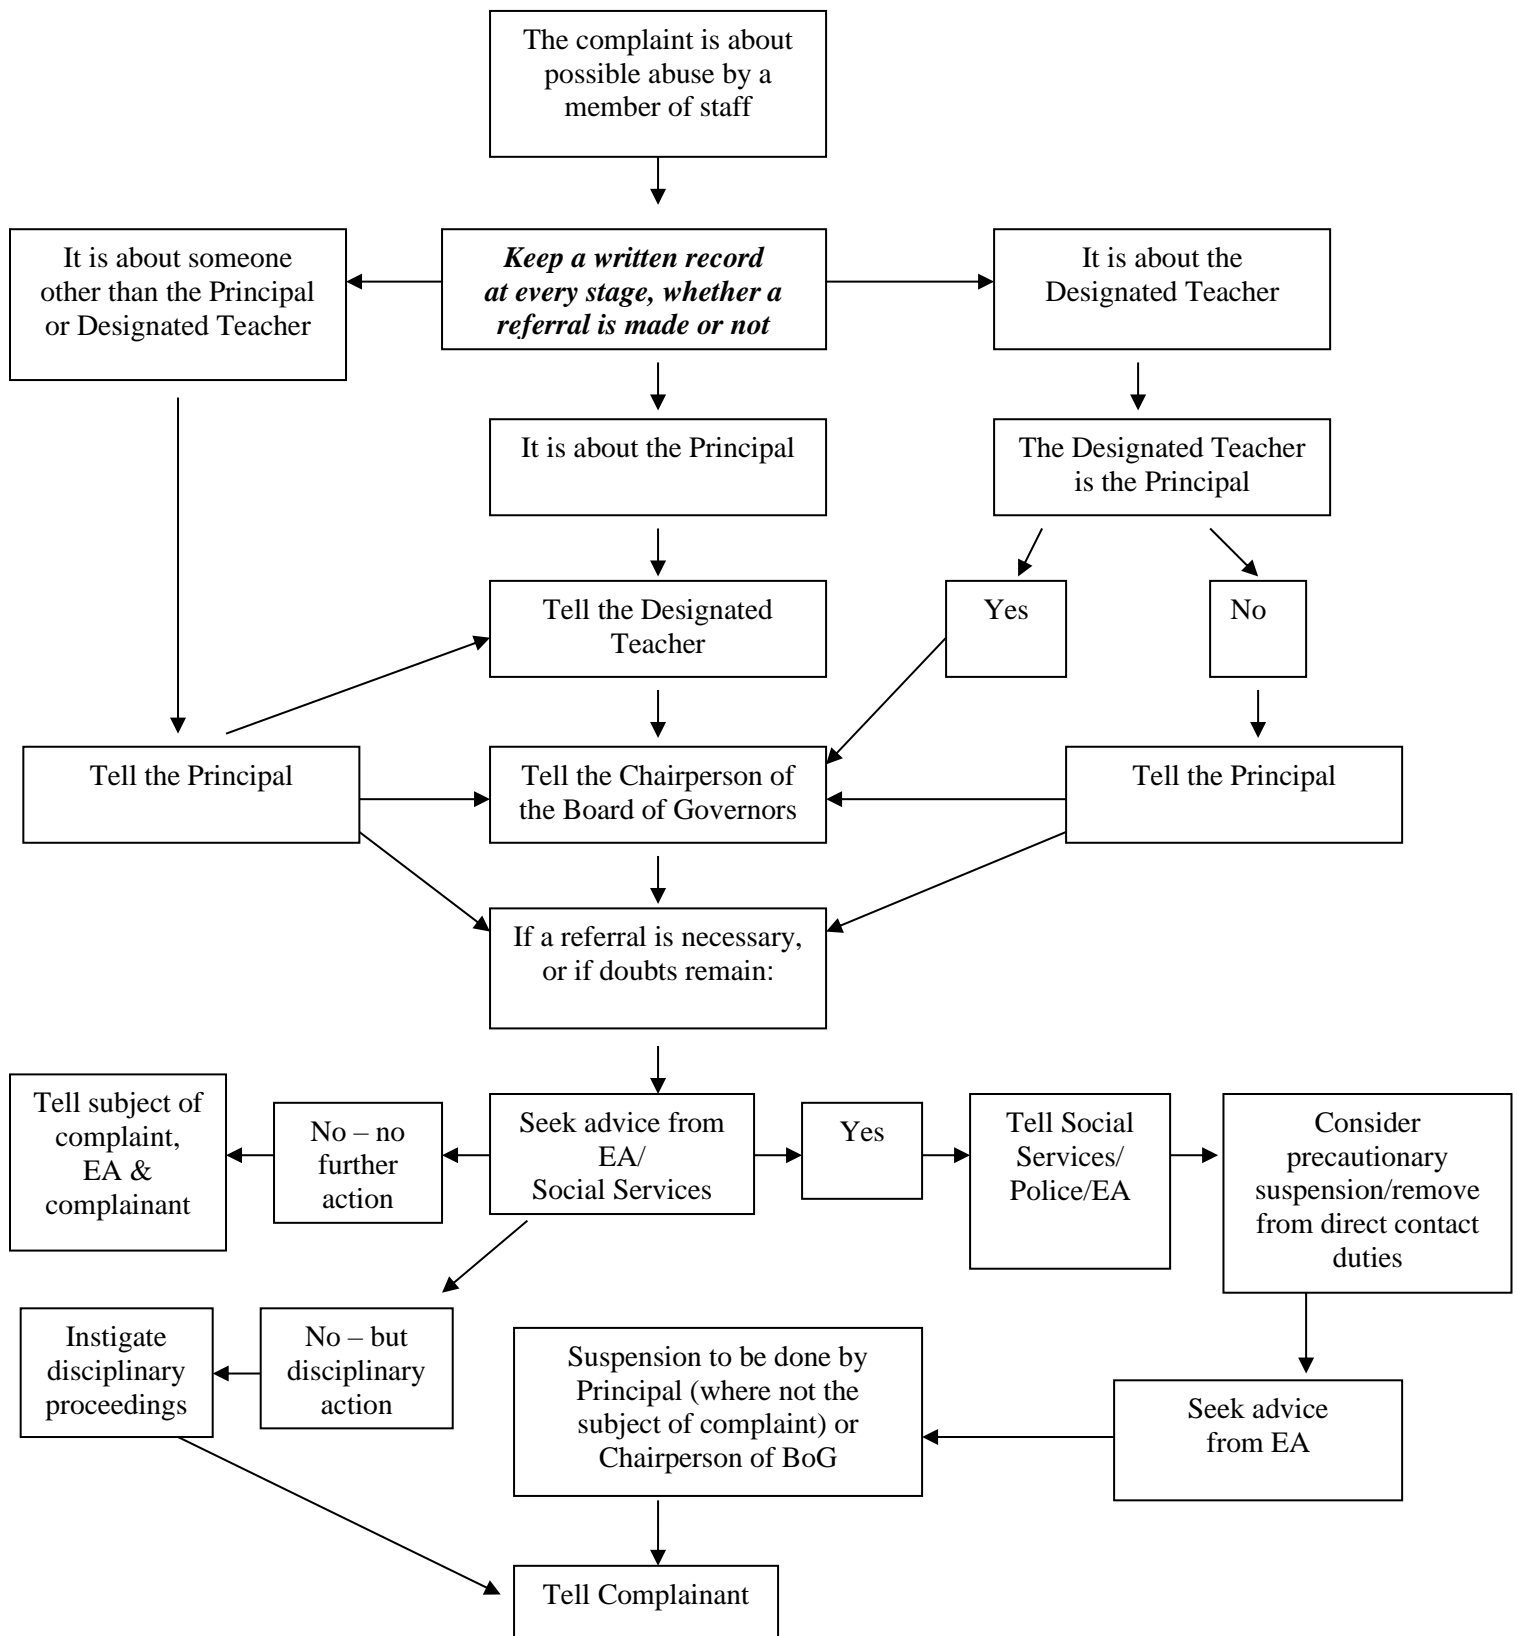 The complaint is about
possible abuse by a
member of staff
It is about someone
other than the Principal
or Designated Teacher
Keep a written record
at every stage, whether a
referral is made or not
It is about the
Designated Teacher
It is about the Principal
The Designated Teacher
is the Principal
Tell the Designated
Teacher
Yes
No
Tell the Principal
Tell the Chairperson of
the Board of Governors
Tell the Principal
If a referral is necessary,
or if doubts remain:
Tell subject of
complaint,
EA &
complainant
No – no
further
action
Seek advice from
EA/
Social Services
Yes
Tell Social
Services/
Police/EA
Consider
precautionary
suspension/remove
from direct contact
duties
Instigate
disciplinary
proceedings
No – but
disciplinary
action
Suspension to be done by
Principal (where not the
subject of complaint) or
Chairperson of BoG
Seek advice
from EA
Tell Complainant